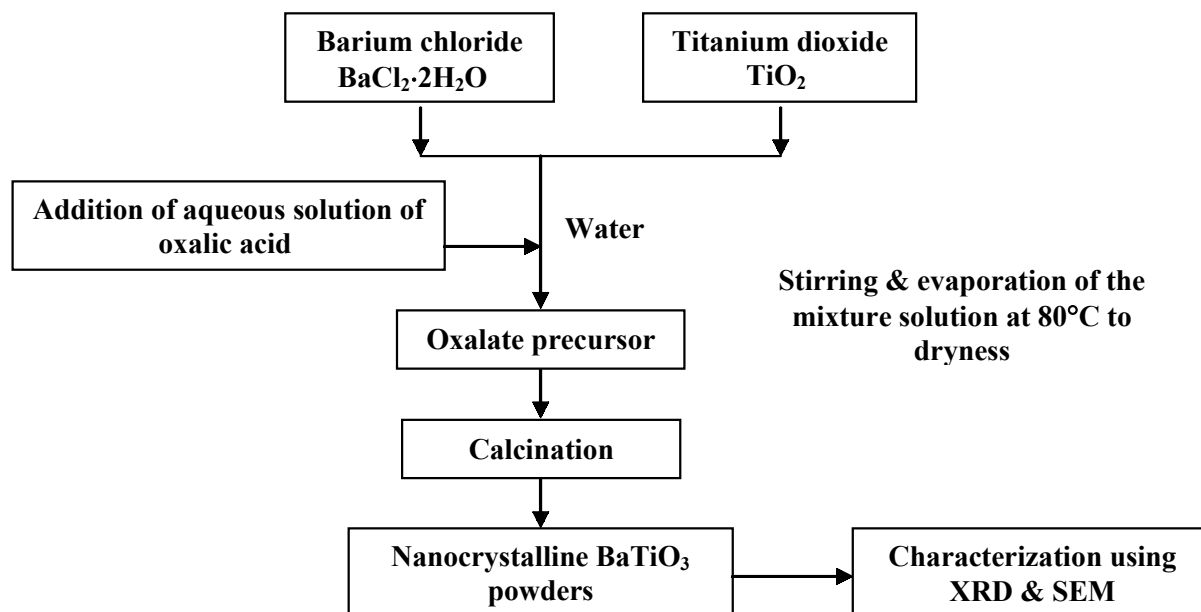 Barium chloride
BaCl₂·2H₂O
Titanium dioxide
TiO₂
Addition of aqueous solution of
oxalic acid
Water
Stirring & evaporation of the
mixture solution at 80°C to
dryness
Oxalate precursor
Calcination
Nanocrystalline BaTiO₃
powders
Characterization using
XRD & SEM